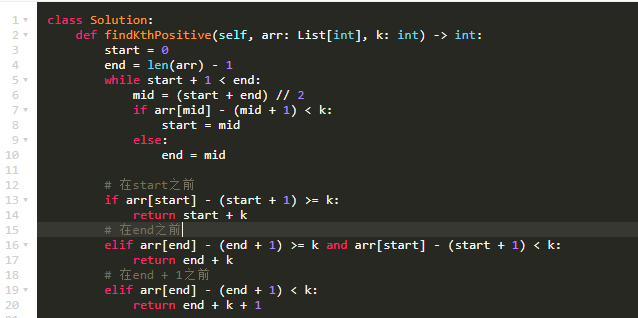 1 class Solution:
2     def findKthPositive(self, arr: List[int], k: int) -> int:
3         start = 0
4         end = len(arr) - 1
5         while start + 1 < end:
6             mid = (start + end) // 2
7             if arr[mid] - (mid + 1) < k:
8                 start = mid
9             else:
10                 end = mid
11
12         # 在start之前
13         if arr[start] - (start + 1) >= k:
14             return start + k
15         # 在end之前
16         elif arr[end] - (end + 1) >= k and arr[start] - (start + 1) < k:
17             return end + k
18         # 在end + 1之前
19         elif arr[end] - (end + 1) < k:
20             return end + k + 1